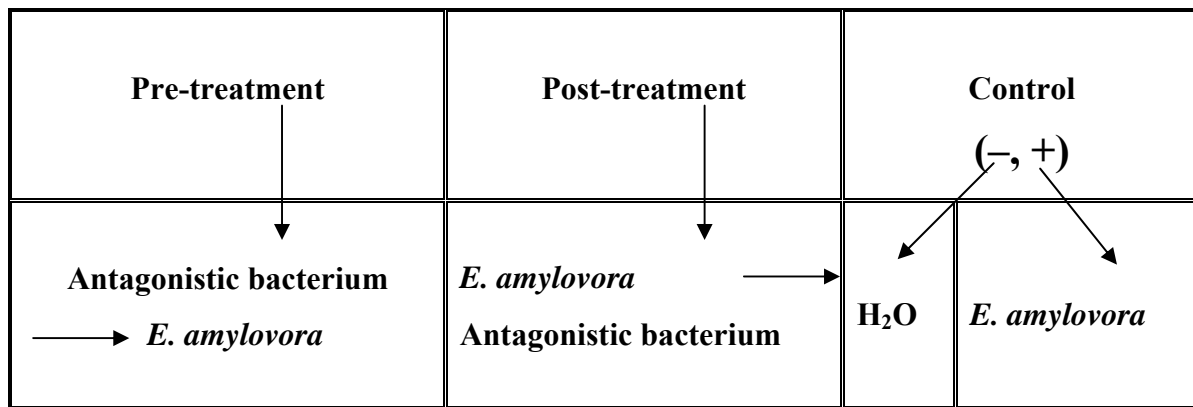 Pre-treatment
Post-treatment
Control
(–, +)
Antagonistic bacterium
E. amylovora
E. amylovora
Antagonistic bacterium
H₂O
E. amylovora